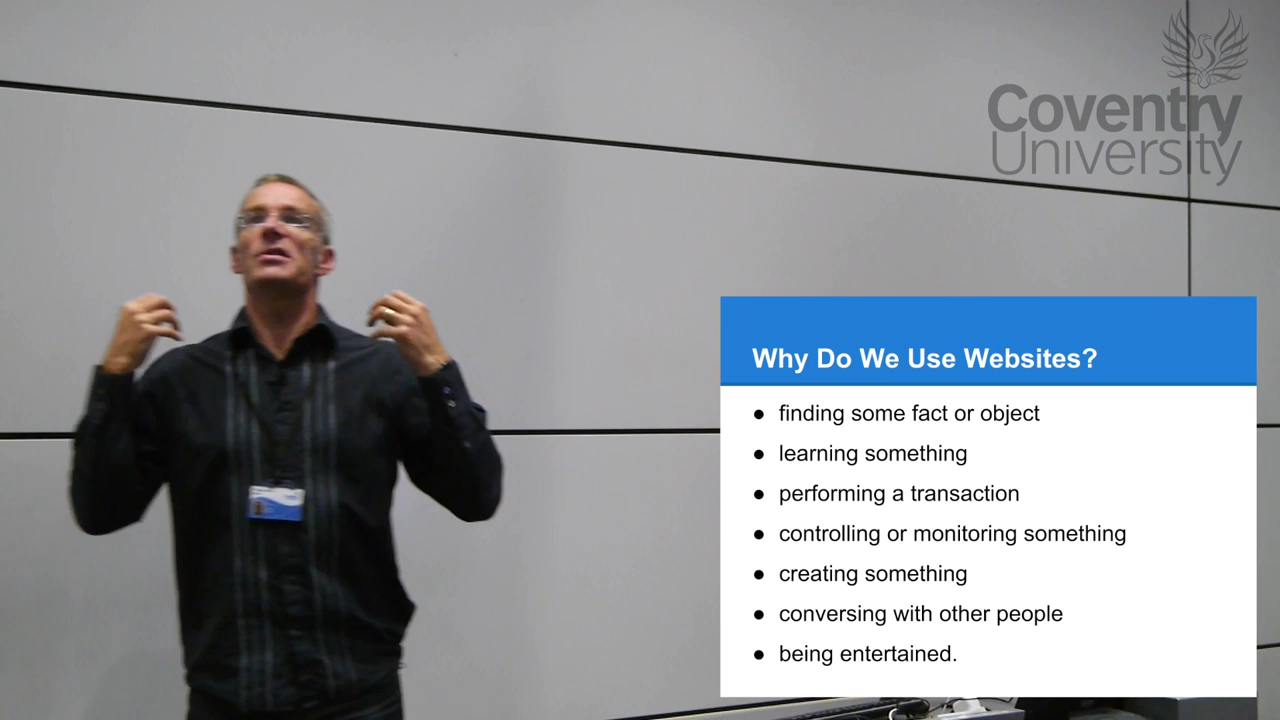 Coventry
University
Why Do We Use Websites?
● finding some fact or object
● learning something
● performing a transaction
● controlling or monitoring something
● creating something
● conversing with other people
● being entertained.